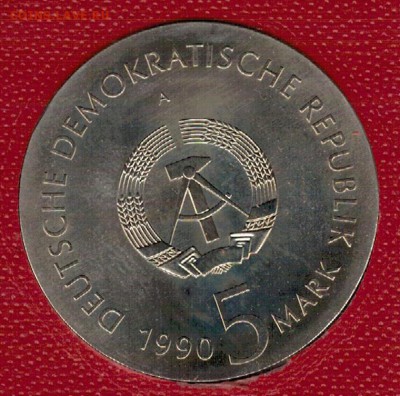 DEUTSCHE DEMOKRATISCHE REPUBLIK
A
1990 5 MARK